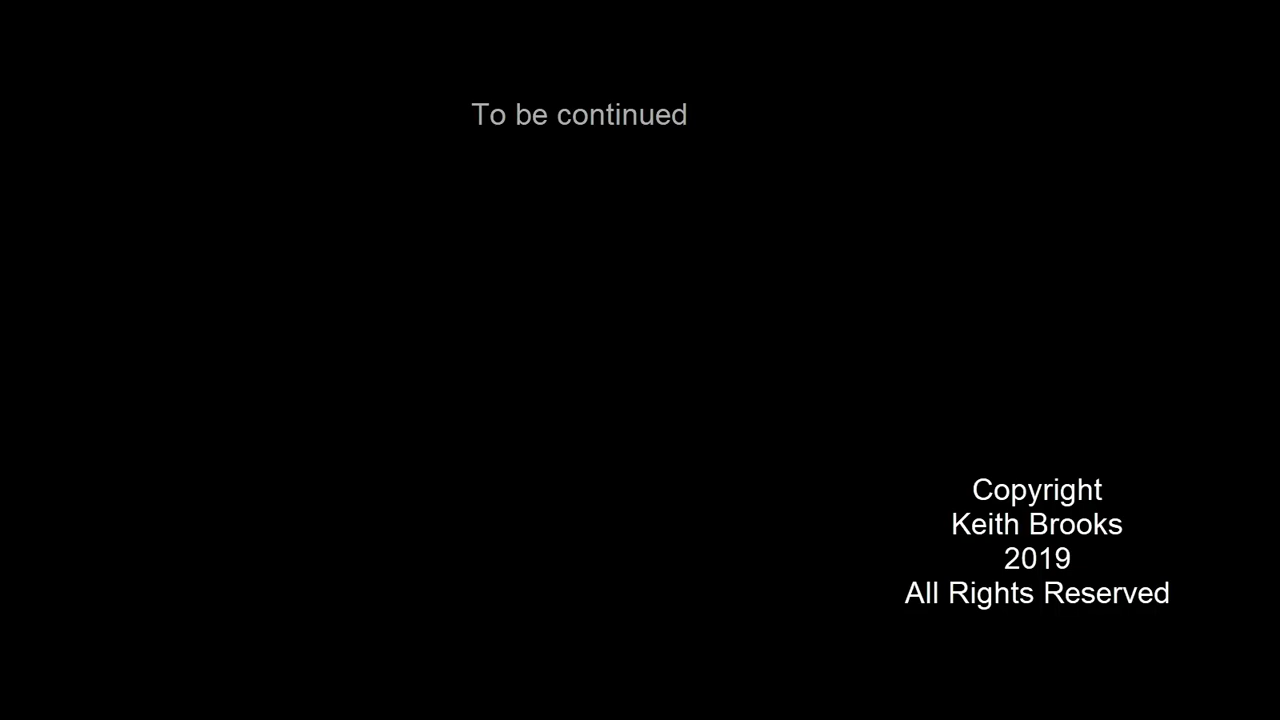 To be continued
Copyright
Keith Brooks
2019
All Rights Reserved